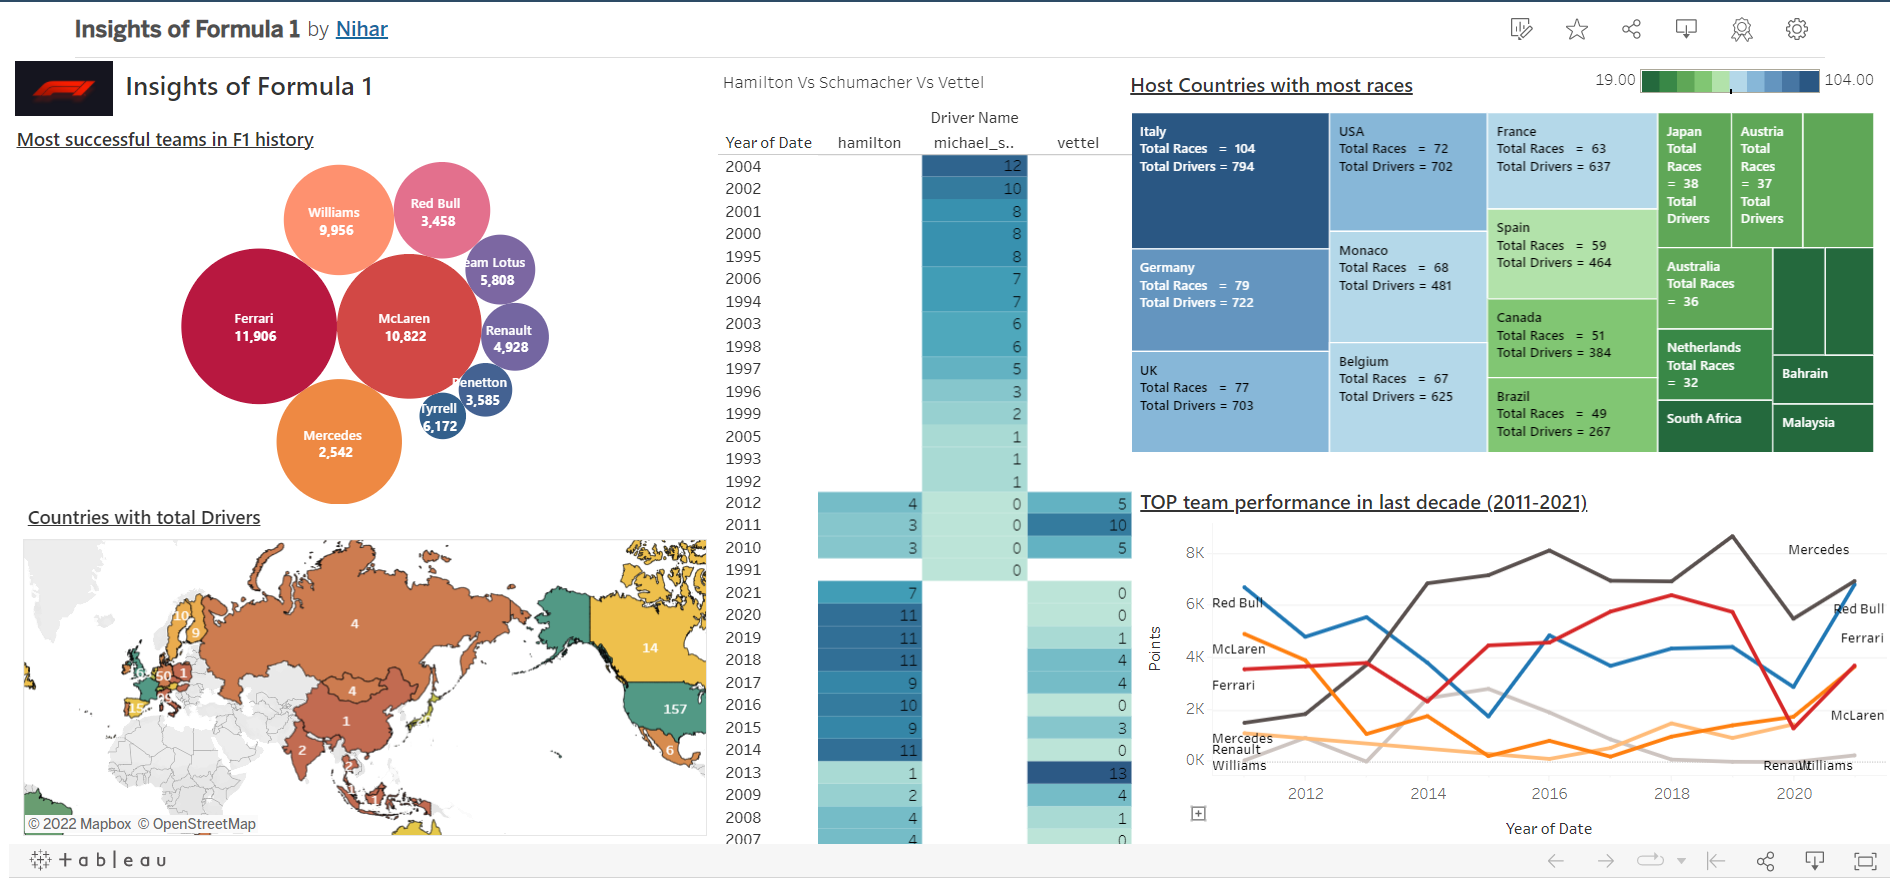 Insights of Formula 1 by Nihar
Insights of Formula 1
Most successful teams in F1 history
Williams
9,956
Red Bull
3,458
eam Lotus
5,808
Ferrari
11,906
McLaren
10,822
Renault
4,928
Benetton
3,585
Tyrrell
6,172
Mercedes
2,542
Countries with total Drivers
10
9
4
14
50
1
4
157
1
2
6
2
1
© 2022 Mapbox © OpenStreetMap
Hamilton Vs Schumacher Vs Vettel
Driver Name
Year of Date hamilton michael_s.. vettel
2004 12
2002 10
2001 8
2000 8
1995 8
2006 7
1994 7
2003 6
1998 6
1997 5
1996 3
1999 2
2005 1
1993 1
1992 1
2012 4 0 5
2011 3 0 10
2010 3 0 5
1991 0
2021 7 0
2020 11 0
2019 11 1
2018 11 4
2017 9 4
2016 10 0
2015 9 3
2014 11 0
2013 1 13
2009 2 4
2008 4 1
2007 4 0
Host Countries with most races
19.00 104.00
Italy
Total Races = 104
Total Drivers = 794
Germany
Total Races = 79
Total Drivers = 722
UK
Total Races = 77
Total Drivers = 703
USA
Total Races = 72
Total Drivers = 702
Monaco
Total Races = 68
Total Drivers = 481
Belgium
Total Races = 67
Total Drivers = 625
France
Total Races = 63
Total Drivers = 637
Spain
Total Races = 59
Total Drivers = 464
Canada
Total Races = 51
Total Drivers = 384
Brazil
Total Races = 49
Total Drivers = 267
Japan
Total
Races
= 38
Total
Drivers
Austria
Total
Races
= 37
Total
Drivers
Australia
Total Races
= 36
Netherlands
Total Races
= 32
South Africa
Bahrain
Malaysia
TOP team performance in last decade (2011-2021)
Points
8K
6K
4K
2K
0K
Red Bull
McLaren
Ferrari
Mercedes
Renault
Williams
Mercedes
Red Bull
Ferrari
McLaren
Renault
Williams
2012 2014 2016 2018 2020
Year of Date
+ a b l e a u